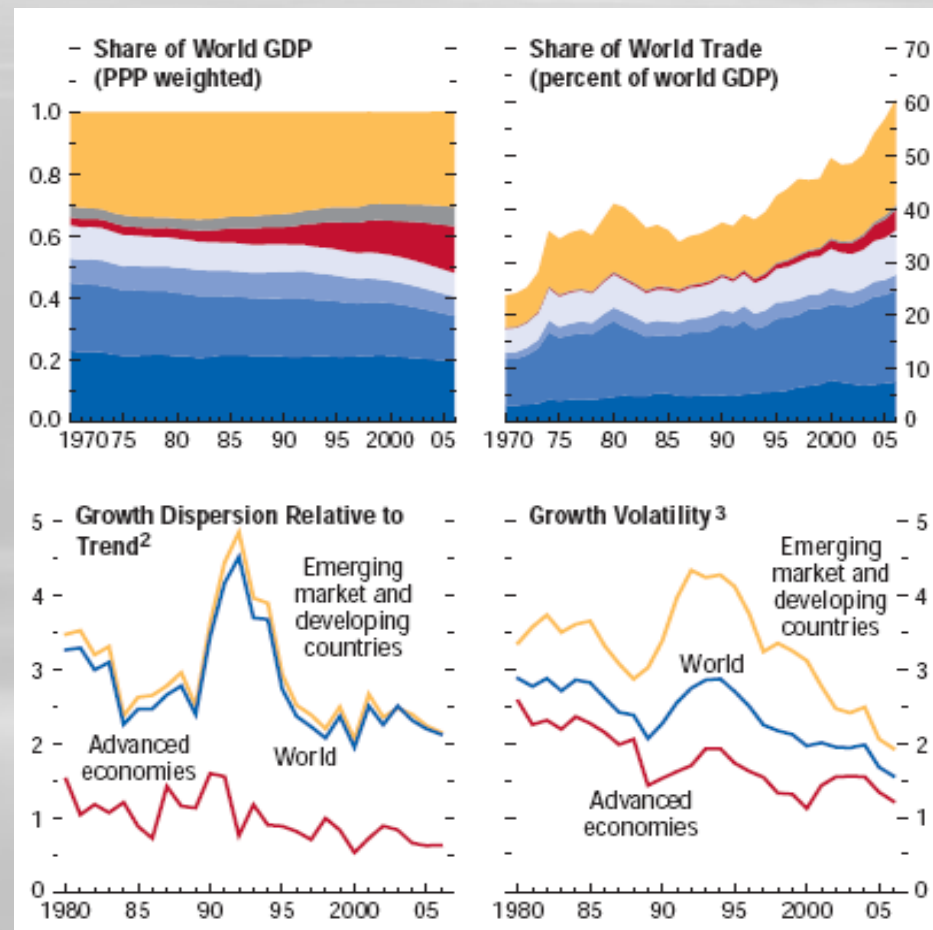 Share of World GDP
(PPP weighted)
1.0
0.8
0.6
0.4
0.2
0.0
1970 75 80 85 90 95 2000 05
Share of World Trade
(percent of world GDP)
70
60
50
40
30
20
10
0
1970 75 80 85 90 95 2000 05
Growth Dispersion Relative to
Trend2
5
4
3
2
1
0
Emerging
market and
developing
countries
Advanced
economies
World
1980 85 90 95 2000 05
Growth Volatility3
5
4
3
2
1
0
Emerging
market and
developing
countries
World
Advanced
economies
1980 85 90 95 2000 05